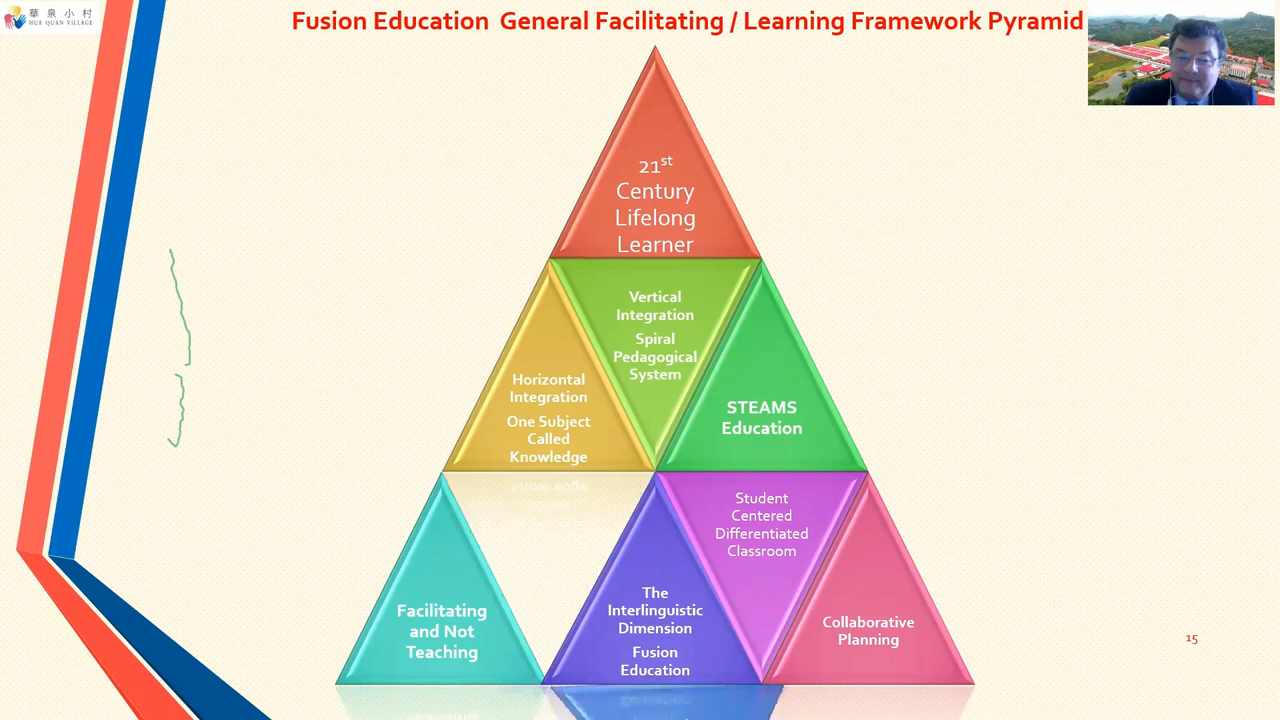 華泉小村
HUA QUAN VILLAGE
Fusion Education General Facilitating / Learning Framework Pyramid
21st
Century
Lifelong
Learner
Vertical
Integration
Spiral
Pedagogical
System
Horizontal
Integration
One Subject
Called
Knowledge
STEAMS
Education
Student
Centered
Differentiated
Classroom
Facilitating
and Not
Teaching
The
Interlinguistic
Dimension
Fusion
Education
Collaborative
Planning
15